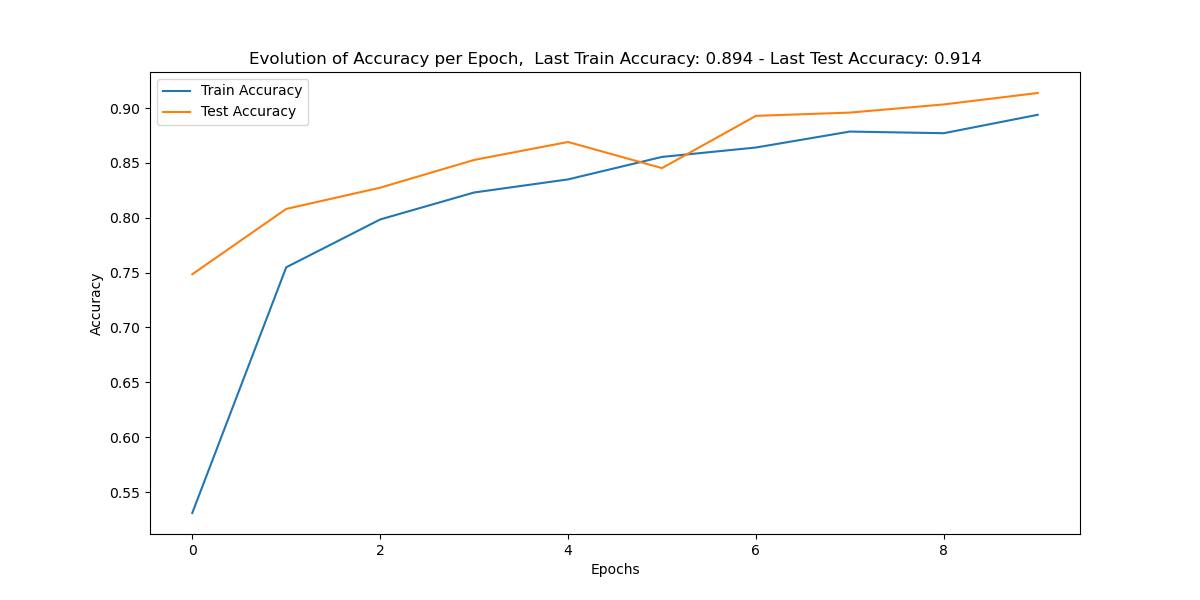 Evolution of Accuracy per Epoch,  Last Train Accuracy: 0.894 - Last Test Accuracy: 0.914
Train Accuracy
Test Accuracy
0.90
0.85
0.80
0.75
0.70
0.65
0.60
0.55
Accuracy
0 2 4 6 8
Epochs